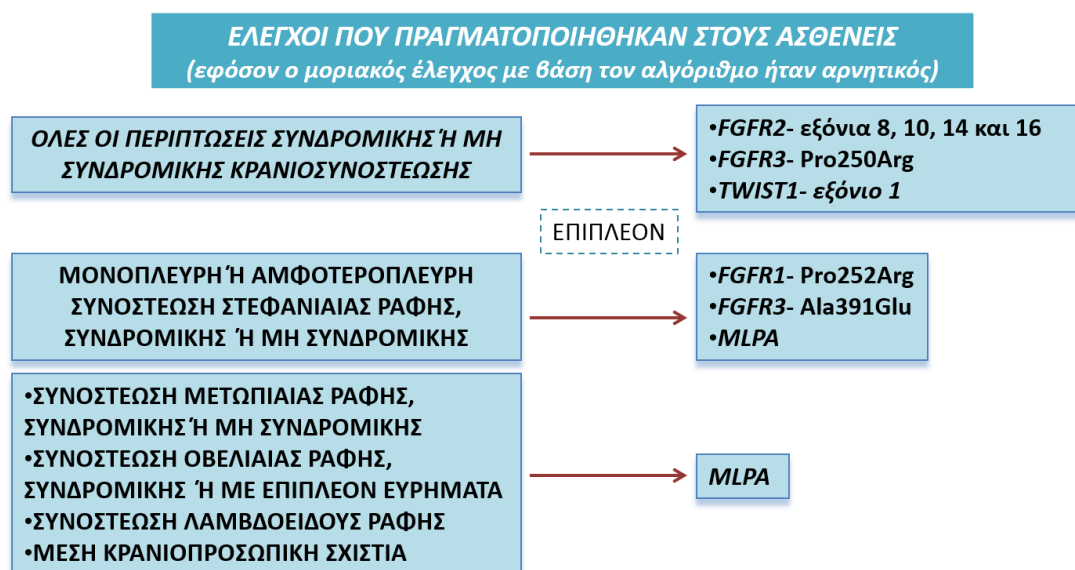 ΕΛΕΓΧΟΙ ΠΟΥ ΠΡΑΓΜΑΤΟΠΟΙΗΘΗΚΑΝ ΣΤΟΥΣ ΑΣΘΕΝΕΙΣ
(εφόσον ο μοριακός έλεγχος με βάση τον αλγόριθμο ήταν αρνητικός)
ΟΛΕΣ ΟΙ ΠΕΡΙΠΤΩΣΕΙΣ ΣΥΝΔΡΟΜΙΚΗΣ Ή ΜΗ
ΣΥΝΔΡΟΜΙΚΗΣ ΚΡΑΝΙΟΣΥΝΟΣΤΕΩΣΗΣ
•FGFR2- εξόνια 8, 10, 14 και 16
•FGFR3- Pro250Arg
•TWIST1- εξόνιο 1
ΕΠΙΠΛΕΟΝ
ΜΟΝΟΠΛΕΥΡΗ Ή ΑΜΦΟΤΕΡΟΠΛΕΥΡΗ
ΣΥΝΟΣΤΕΩΣΗ ΣΤΕΦΑΝΙΑΙΑΣ ΡΑΦΗΣ,
ΣΥΝΔΡΟΜΙΚΗΣ Ή ΜΗ ΣΥΝΔΡΟΜΙΚΗΣ
•FGFR1- Pro252Arg
•FGFR3- Ala391Glu
•MLPA
•ΣΥΝΟΣΤΕΩΣΗ ΜΕΤΩΠΙΑΙΑΣ ΡΑΦΗΣ,
ΣΥΝΔΡΟΜΙΚΗΣ Ή ΜΗ ΣΥΝΔΡΟΜΙΚΗΣ
•ΣΥΝΟΣΤΕΩΣΗ ΟΒΕΛΙΑΙΑΣ ΡΑΦΗΣ,
ΣΥΝΔΡΟΜΙΚΗΣ Ή ΜΕ ΕΠΙΠΛΕΟΝ ΕΥΡΗΜΑΤΑ
•ΣΥΝΟΣΤΕΩΣΗ ΛΑΜΒΔΟΕΙΔΟΥΣ ΡΑΦΗΣ
•ΜΕΣΗ ΚΡΑΝΙΟΠΡΟΣΩΠΙΚΗ ΣΧΙΣΤΙΑ
MLPA